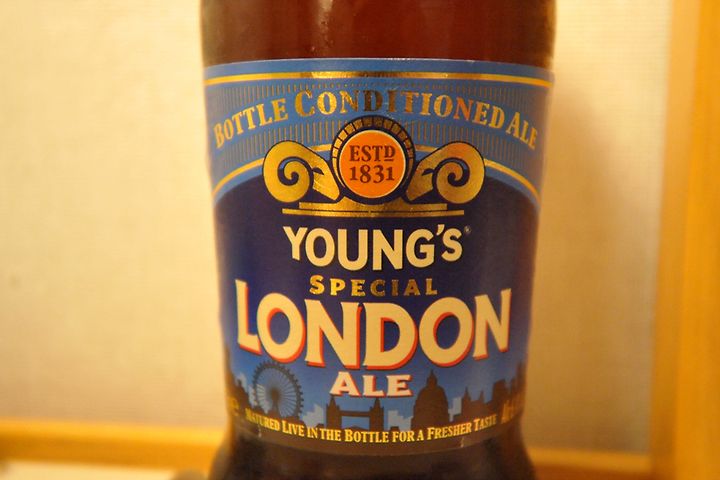 BOTTLE CONDITIONED ALE
ESTD
1831
YOUNG'S
SPECIAL
LONDON
ALE
MATURED LIVE IN THE BOTTLE FOR A FRESHER TASTE